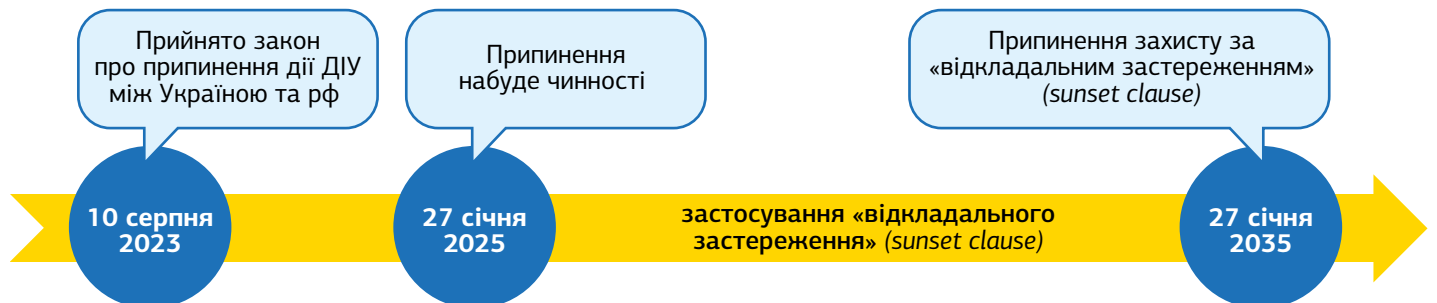 Прийнято закон
про припинення дії ДІУ
між Україною та рф
Припинення
набуде чинності
Припинення захисту за
«відкладальним застереженням»
(sunset clause)
10 серпня
2023
27 січня
2025
застосування «відкладального
застереження» (sunset clause)
27 січня
2035